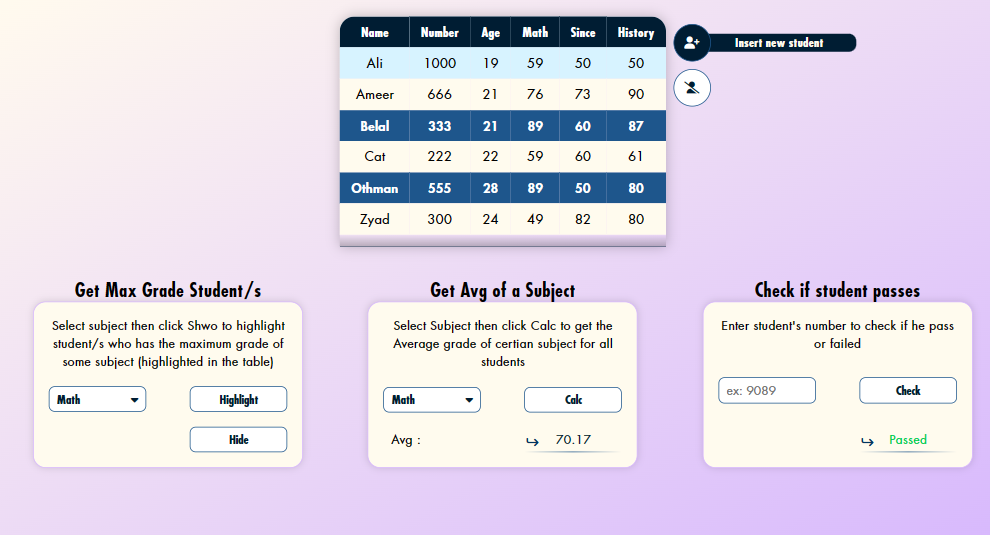 Name Number Age Math Since History
Insert new student
Ali 1000 19 59 50 50
Ameer 666 21 76 73 90
Belal 333 21 89 60 87
Cat 222 22 59 60 61
Othman 555 28 89 50 80
Zyad 300 24 49 82 80
Get Max Grade Student/s
Select subject then click Shwo to highlight
student/s who has the maximum grade of
some subject (highlighted in the table)
Math Highlight
Hide
Get Avg of a Subject
Select Subject then click Calc to get the
Average grade of certian subject for all
students
Math Calc
Avg : 70.17
Check if student passes
Enter student's number to check if he pass
or failed
ex: 9089 Check
Passed